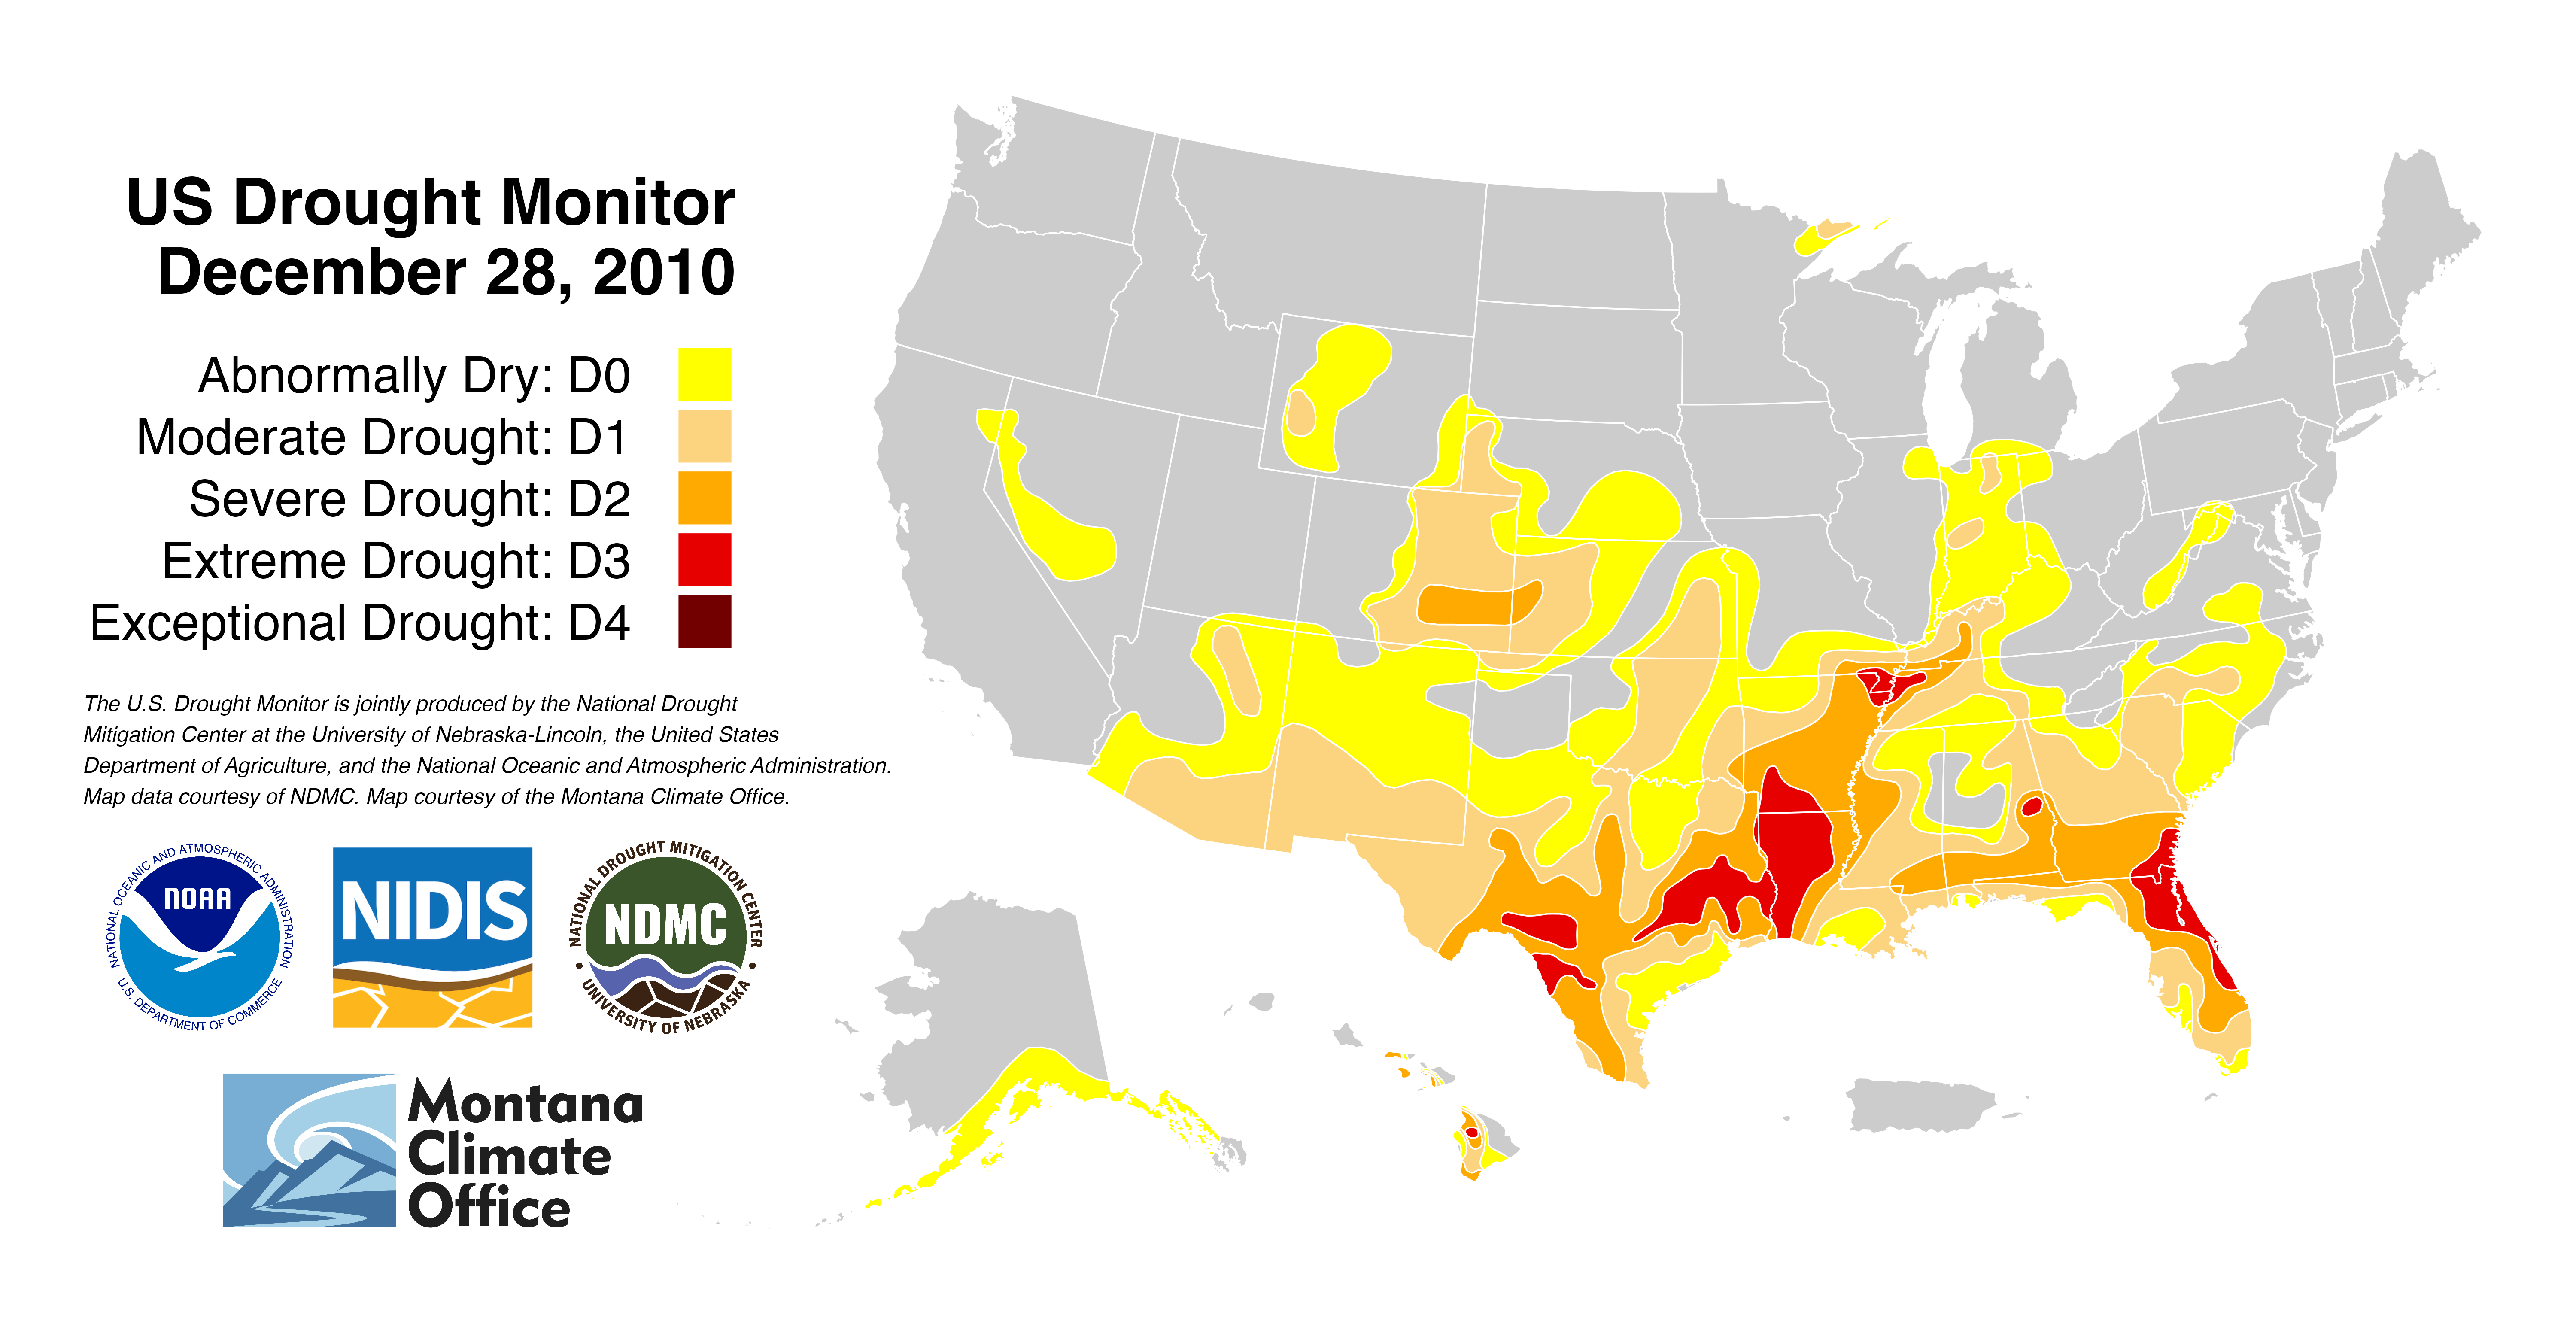 US Drought Monitor
December 28, 2010
Abnormally Dry: D0
Moderate Drought: D1
Severe Drought: D2
Extreme Drought: D3
Exceptional Drought: D4
The U.S. Drought Monitor is jointly produced by the National Drought
Mitigation Center at the University of Nebraska-Lincoln, the United States
Department of Agriculture, and the National Oceanic and Atmospheric Administration.
Map data courtesy of NDMC. Map courtesy of the Montana Climate Office.
NATIONAL OCEANIC AND ATMOSPHERIC ADMINISTRATION
NOAA
U.S. DEPARTMENT OF COMMERCE
NIDIS
NATIONAL DROUGHT MITIGATION CENTER
NDMC
UNIVERSITY OF NEBRASKA
Montana
Climate
Office